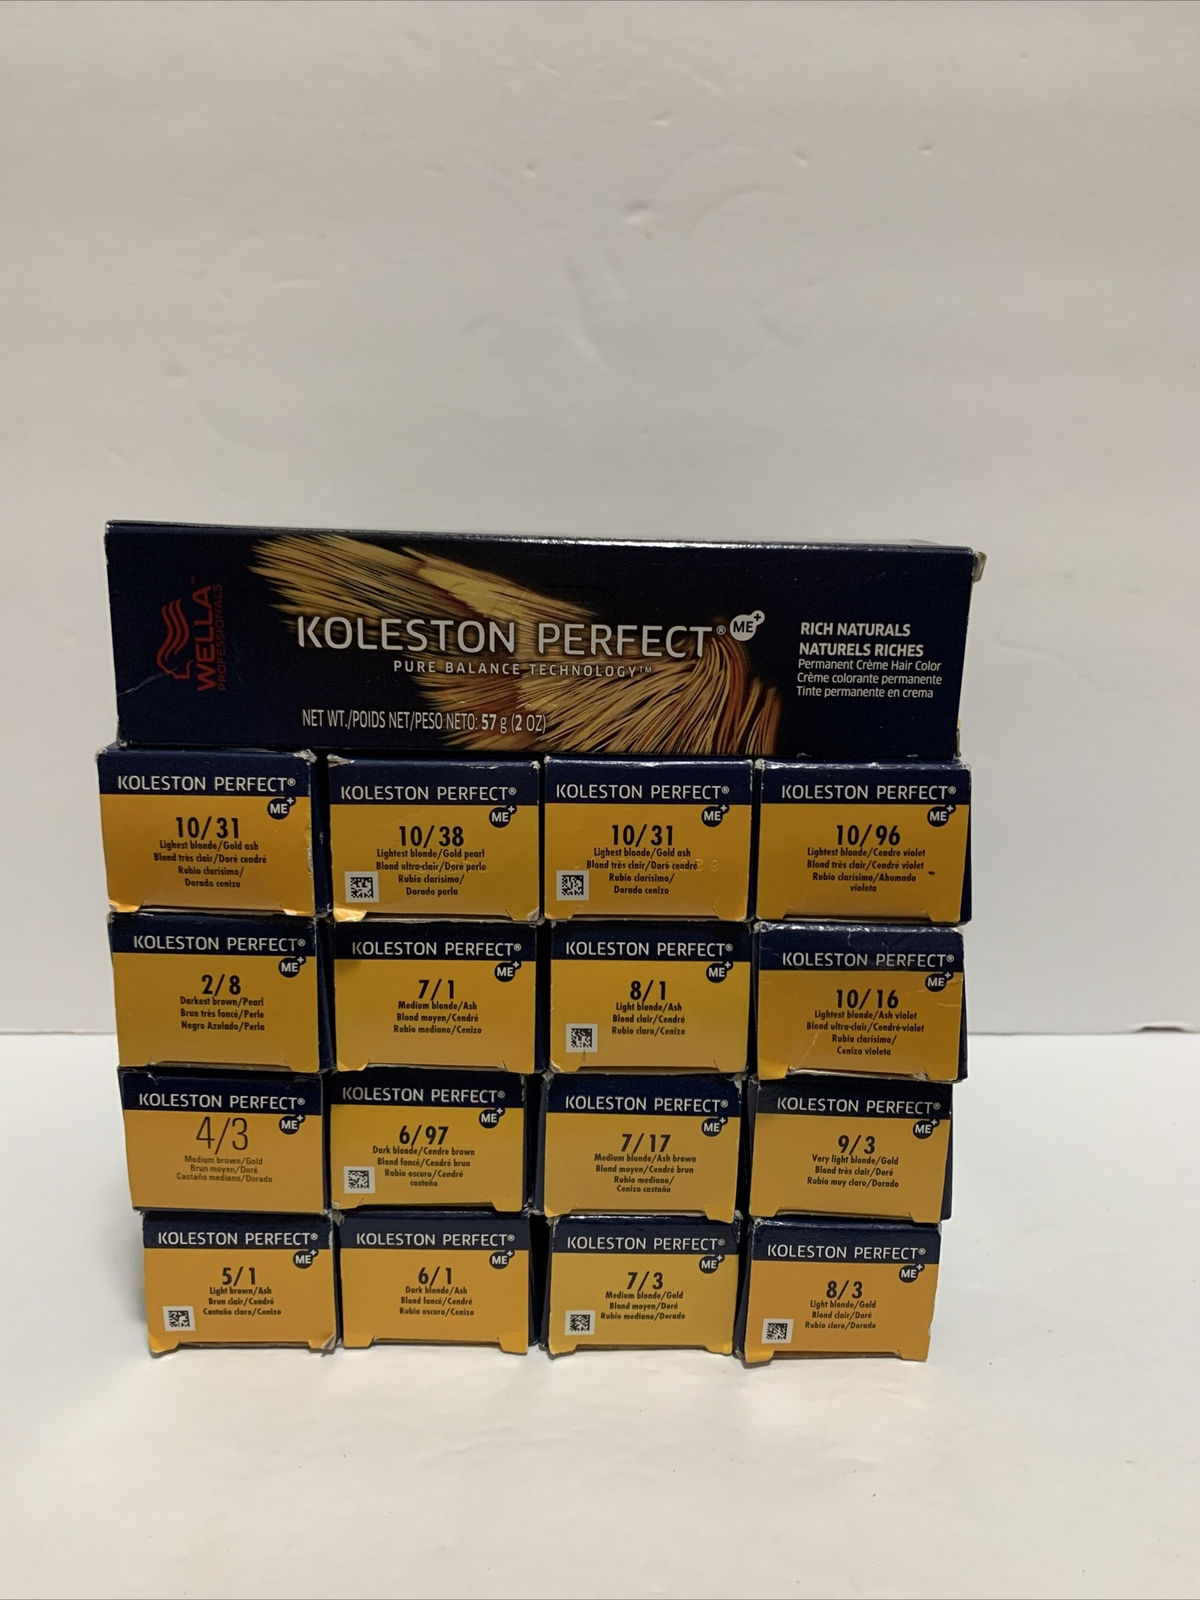 WELLA
PROFESSIONALS
KOLESTON PERFECT® ME+
PURE BALANCE TECHNOLOGY™
NET WT./POIDS NET/PESO NETO: 57 g (2 OZ)
RICH NATURALS
NATURELS RICHES
Permanent Crème Hair Color
Crème colorante permanente
Tinte permanente en crema
KOLESTON PERFECT®
ME+
10/31
Lighest blonde/Gold ash
Blond très clair/Doré cendré
Rubio clarísimo/
Dorado cenizo
KOLESTON PERFECT®
ME+
10/38
Lightest blonde/Gold pearl
Blond ultra-clair/Doré perle
Rubio clarísimo/
Dorado perla
KOLESTON PERFECT®
ME+
10/31
Lighest blonde/Gold ash
Blond très clair/Doré cendré
Rubio clarísimo/
Dorado cenizo
KOLESTON PERFECT®
ME+
10/96
Lightest blonde/Cendre violet
Blond très clair/Cendré violet
Rubio clarísimo/Ahumado
violeta
KOLESTON PERFECT®
ME+
2/8
Darkest brown/Pearl
Brun très foncé/Perle
Negro Azulado/Perla
KOLESTON PERFECT®
ME+
7/1
Medium blonde/Ash
Blond moyen/Cendré
Rubio mediano/Cenizo
KOLESTON PERFECT®
ME+
8/1
Light blonde/Ash
Blond clair/Cendré
Rubio claro/Cenizo
KOLESTON PERFECT®
ME+
10/16
Lightest blonde/Ash violet
Blond ultra-clair/Cendré-violet
Rubio clarísimo/
Cenizo violeta
KOLESTON PERFECT®
ME+
4/3
Medium brown/Gold
Brun moyen/Doré
Castaño mediano/Dorado
KOLESTON PERFECT®
ME+
6/97
Dark blonde/Cendre brown
Blond foncé/Cendré brun
Rubio oscuro/Cendré
castaño
KOLESTON PERFECT®
ME+
7/17
Medium blonde/Ash brown
Blond moyen/Cendré brun
Rubio mediano/
Cenizo castaño
KOLESTON PERFECT®
ME+
9/3
Very light blonde/Gold
Blond très clair/Doré
Rubio muy claro/Dorado
KOLESTON PERFECT®
ME+
5/1
Light brown/Ash
Brun clair/Cendré
Castaño claro/Cenizo
KOLESTON PERFECT®
ME+
6/1
Dark blonde/Ash
Blond foncé/Cendré
Rubio oscuro/Cenizo
KOLESTON PERFECT®
ME+
7/3
Medium blonde/Gold
Blond moyen/Doré
Rubio mediano/Dorado
KOLESTON PERFECT®
ME+
8/3
Light blonde/Gold
Blond clair/Doré
Rubio claro/Dorado